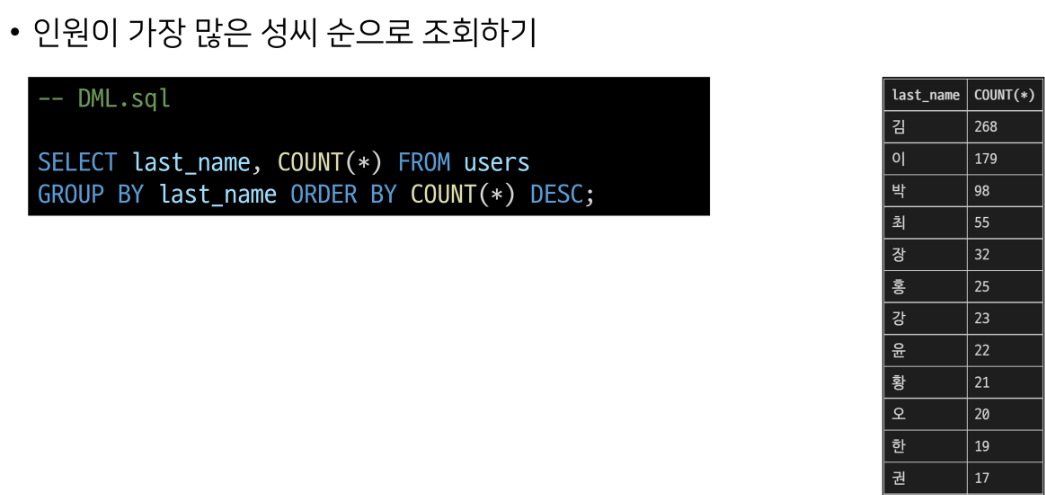 • 인원이 가장 많은 성씨 순으로 조회하기
-- DML.sql
SELECT last_name, COUNT(*) FROM users
GROUP BY last_name ORDER BY COUNT(*) DESC;
last_name COUNT(*)
김 268
이 179
박 98
최 55
장 32
홍 25
강 23
윤 22
황 21
오 20
한 19
권 17